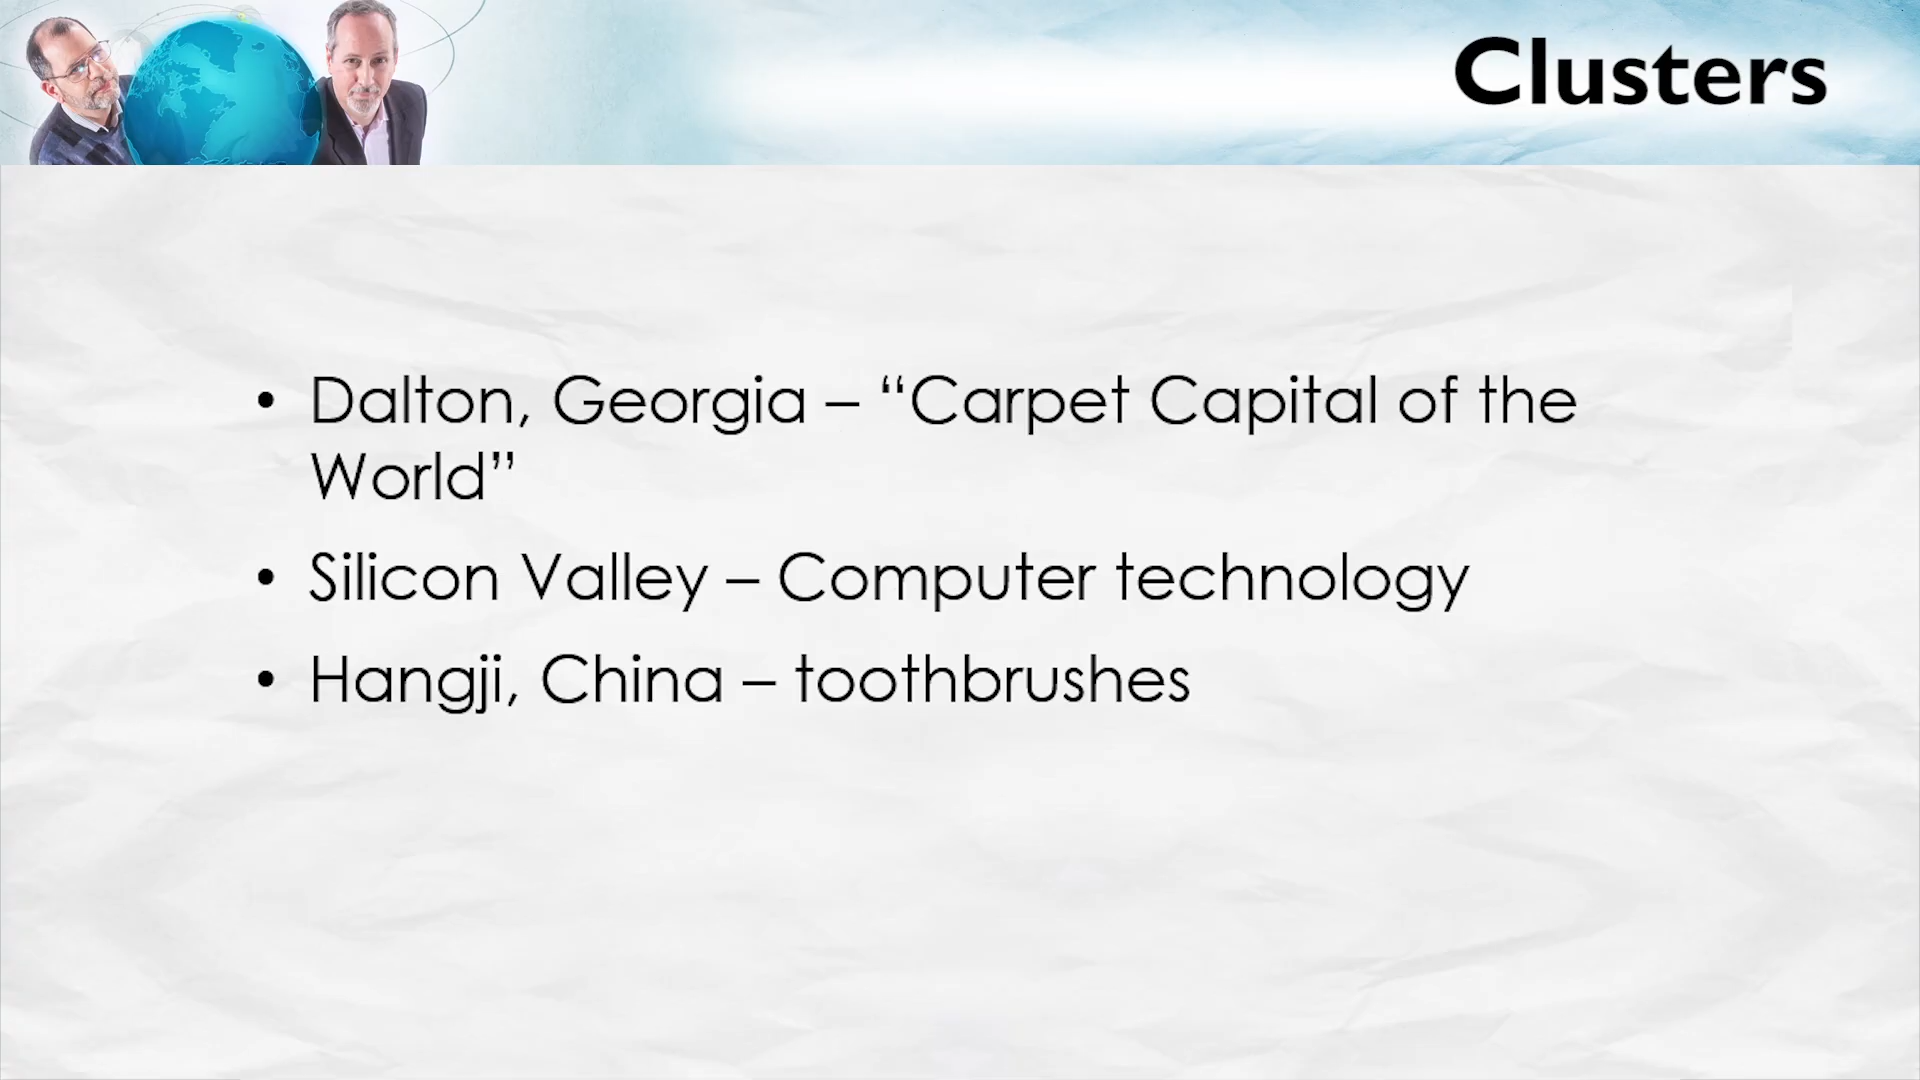 Clusters
• Dalton, Georgia – “Carpet Capital of the
World”
• Silicon Valley – Computer technology
• Hangji, China – toothbrushes